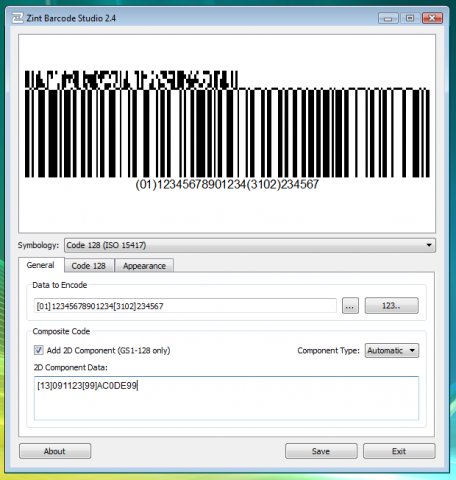 Zint Barcode Studio 2.4
(01)12345678901234(3102)234567
Symbology: Code 128 (ISO 15417)
General Code 128 Appearance
Data to Encode
[01]12345678901234[3102]234567 ... 123..
Composite Code
Add 2D Component (GS1-128 only) Component Type: Automatic
2D Component Data:
[13]091123[99]AC0DE99
About Save Exit